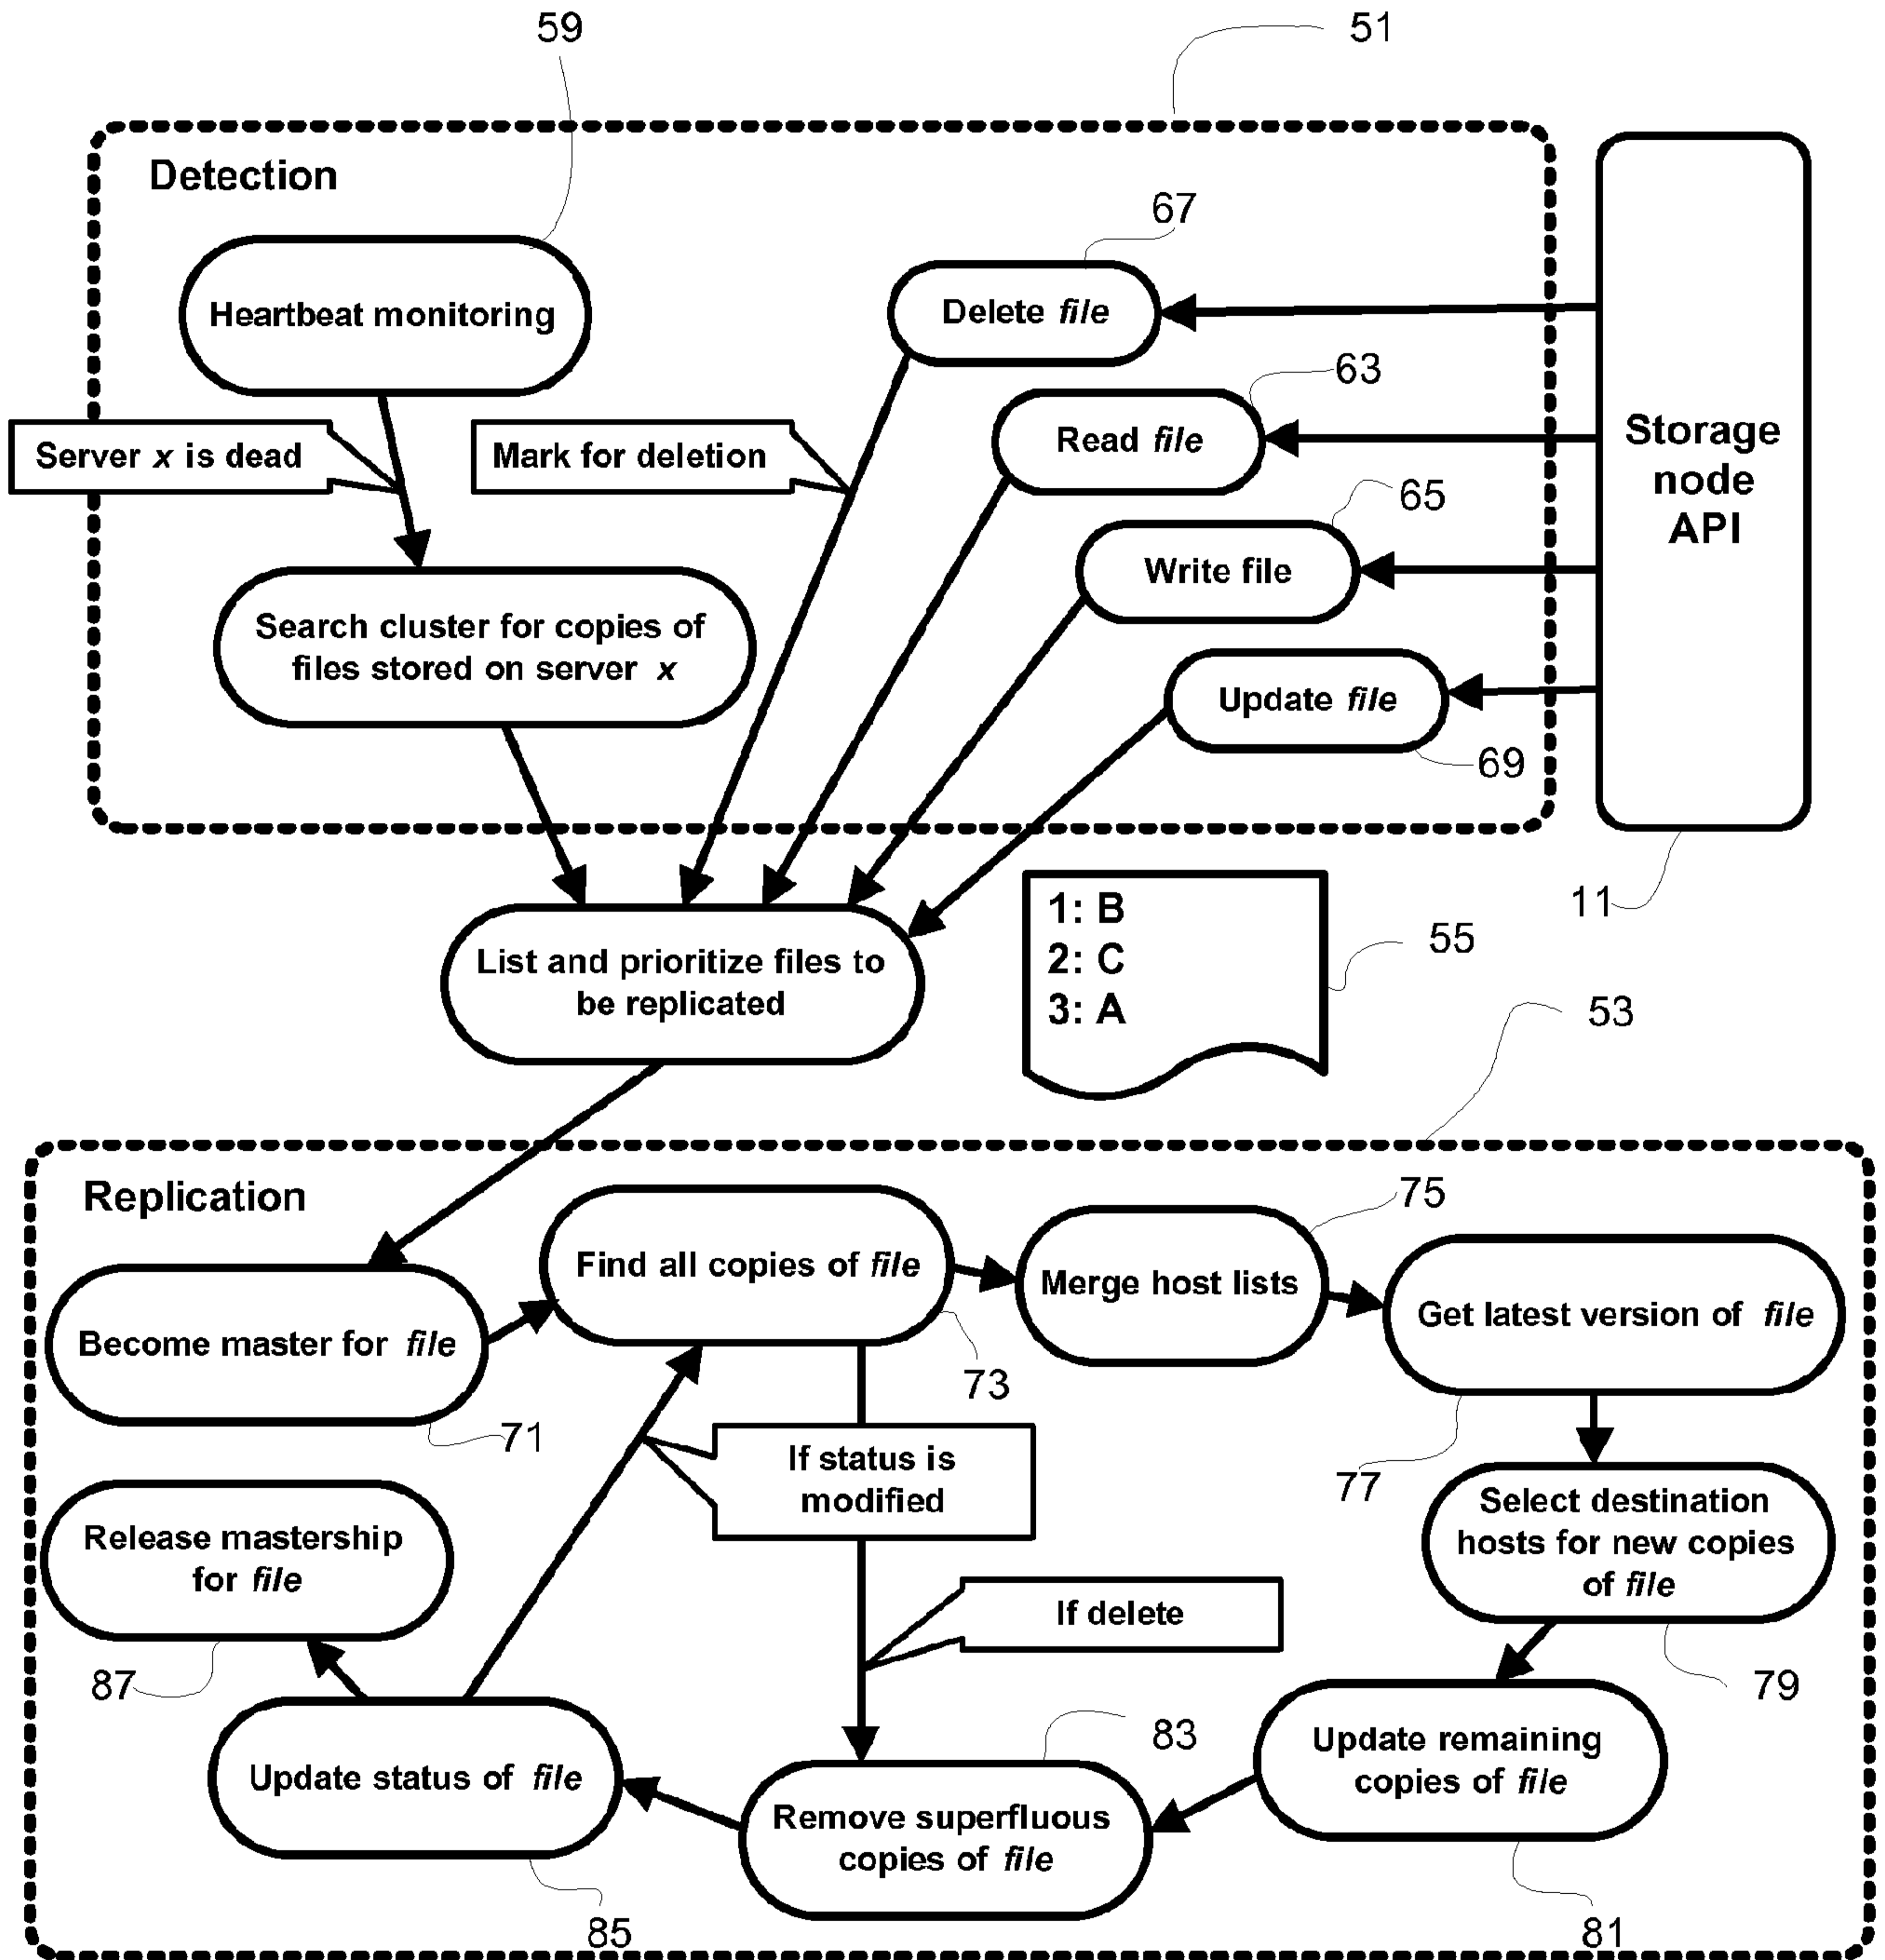 59
51
Detection
67
Heartbeat monitoring
Delete file
63
Server x is dead
Mark for deletion
Read file
Storage
node
API
65
Write file
Search cluster for copies of
files stored on server x
Update file
69
11
1: B
2: C
3: A
55
List and prioritize files to
be replicated
53
Replication
75
Find all copies of file
Merge host lists
Get latest version of file
Become master for file
73
71
If status is
modified
77
Release mastership
for file
Select destination
hosts for new copies
of file
If delete
87
79
83
Update remaining
copies of file
Update status of file
Remove superfluous
copies of file
85
81